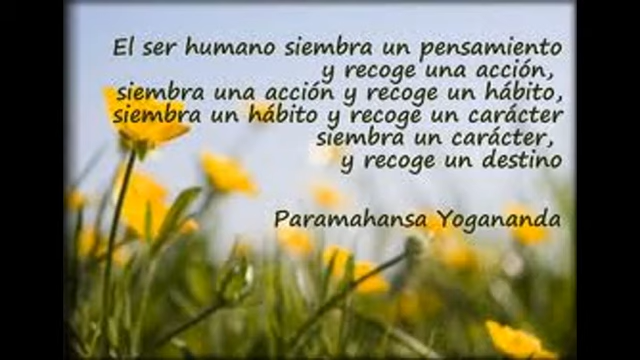 El ser humano siembra un pensamiento
y recoge una acción,
siembra una acción y recoge un hábito,
siembra un hábito y recoge un carácter
siembra un carácter,
y recoge un destino
Paramahansa Yogananda